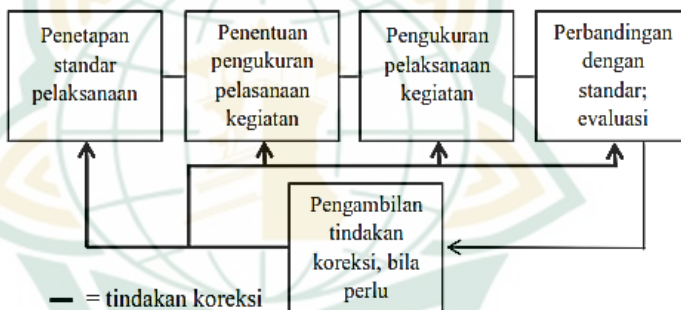 Penetapan
standar
pelaksanaan
Penentuan
pengukuran
pelasanaan
kegiatan
Pengukuran
pelaksanaan
kegiatan
Perbandingan
dengan
standar;
evaluasi
Pengambilan
tindakan
koreksi, bila
perlu
= tindakan koreksi